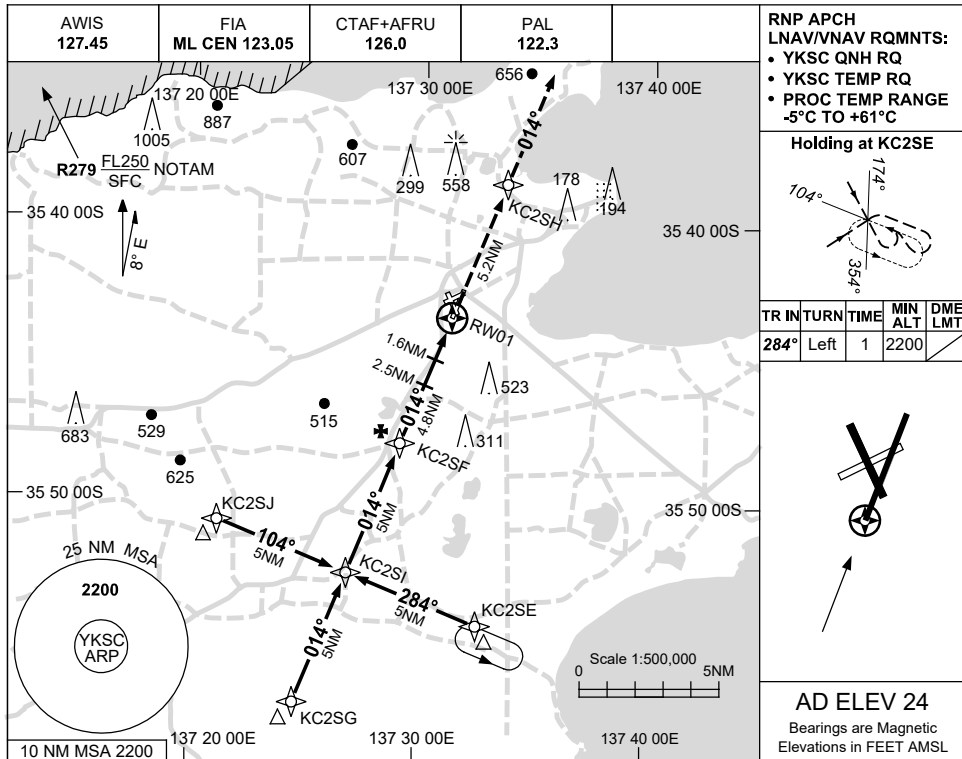 AWIS
127.45
FIA
ML CEN 123.05
CTAF+AFRU
126.0
PAL
122.3
RNP APCH
LNAV/VNAV RQMNTS:
• YKSC QNH RQ
• YKSC TEMP RQ
• PROC TEMP RANGE
-5°C TO +61°C
Holding at KC2SE
174°
104°
354°
TR IN TURN TIME MIN ALT DME LMT
284° Left 1 2200
AD ELEV 24
Bearings are Magnetic
Elevations in FEET AMSL
137 20 00E
137 30 00E
137 40 00E
656
887
1005
R279 FL250 NOTAM
SFC
607
299
558
178
194
014°
KC2SH
35 40 00S
35 40 00S
8° E
5.2NM
RW01
1.6NM
2.5NM
523
014°
4.8NM
683
529
515
311
KC2SF
625
35 50 00S
35 50 00S
KC2SJ
014°
5NM
104°
5NM
KC2SI
284°
5NM
KC2SE
25 NM MSA
2200
YKSC
ARP
014°
5NM
KC2SG
Scale 1:500,000
0 5NM
10 NM MSA 2200
137 20 00E
137 30 00E
137 40 00E